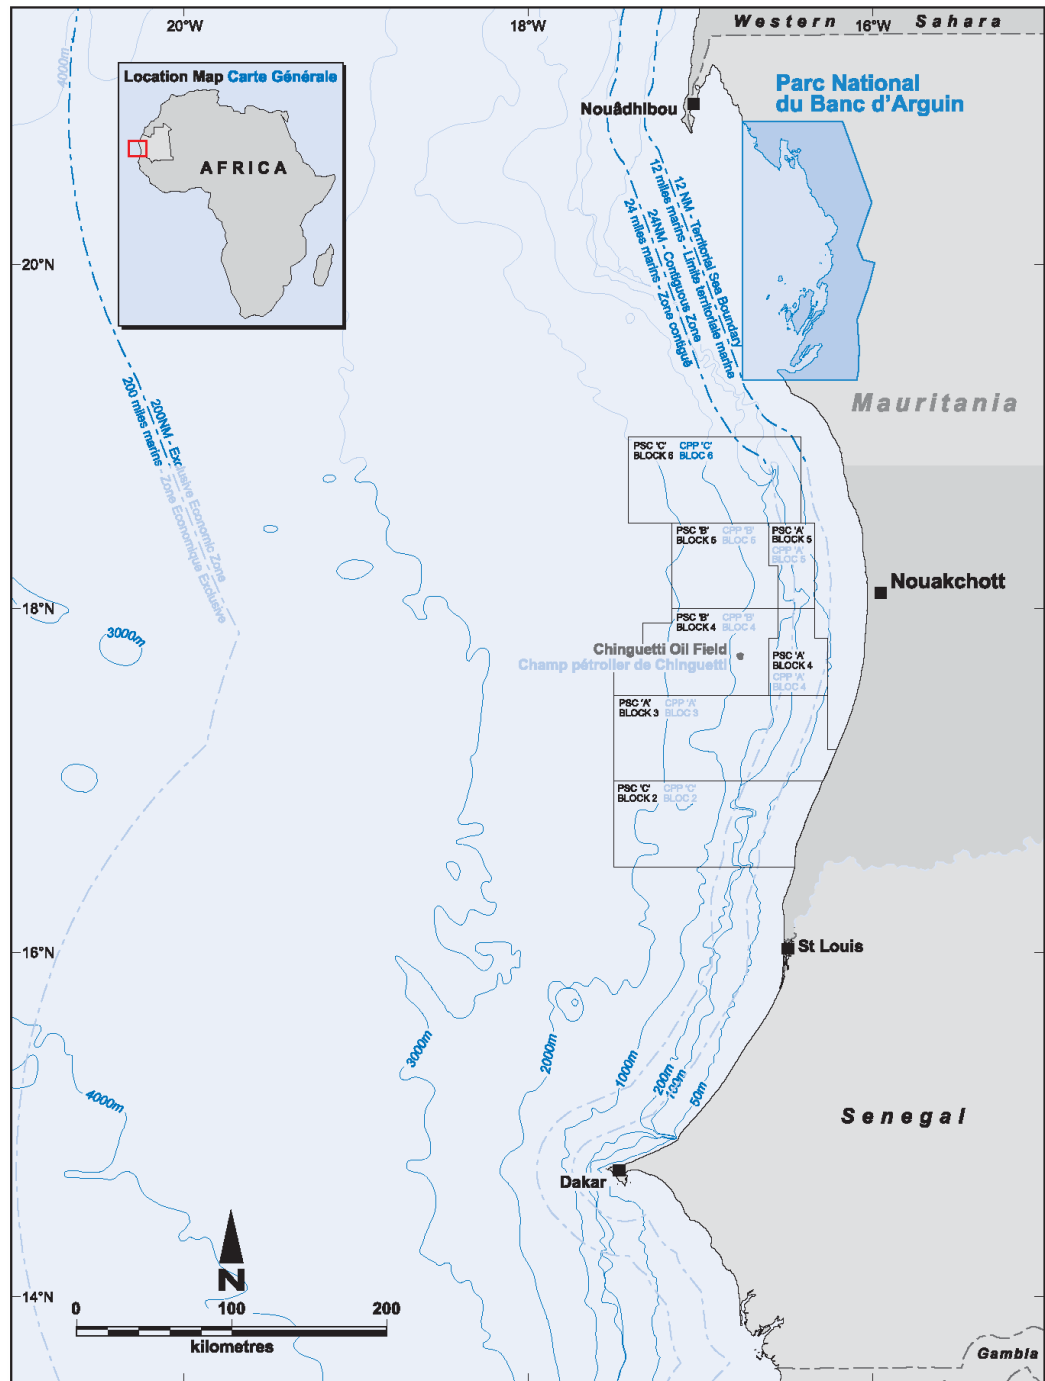 20°W
18°W
16°W
Western Sahara
4000m
Location Map Carte Générale
AFRICA
Nouâdhibou
Parc National
du Banc d'Arguin
12 NM - Territorial Sea Boundary
12 miles marins - Limite territoriale marine
24NM - Contiguous Zone
24 miles marins - Zone contiguë
20°N
200NM - Exclusive Economic Zone
200 miles marins - Zone Economique Exclusive
Mauritania
PSC 'C' CPP 'C'
BLOCK 6 BLOC 6
PSC 'B' CPP 'B'
BLOCK 5 BLOC 5
PSC 'A'
BLOCK 5
CPP 'A'
BLOC 5
Nouakchott
18°N
3000m
PSC 'B' CPP 'B'
BLOCK 4 BLOC 4
Chinguetti Oil Field
Champ pétrolier de Chinguetti
PSC 'A'
BLOCK 4
CPP 'A'
BLOC 4
PSC 'A' CPP 'A'
BLOCK 3 BLOC 3
PSC 'C' CPP 'C'
BLOCK 2 BLOC 2
16°N
St Louis
3000m
2000m
1000m
200m
100m
50m
4000m
Senegal
Dakar
N
14°N
0 100 200
kilometres
Gambia